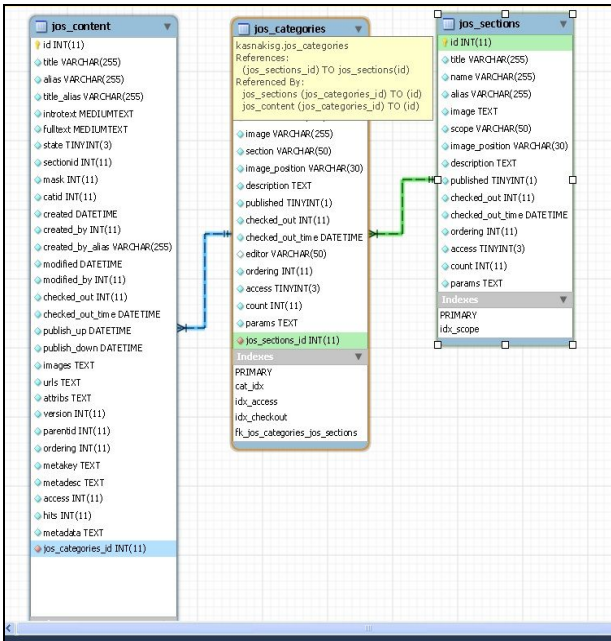 jos_content
id INT(11)
title VARCHAR(255)
alias VARCHAR(255)
title_alias VARCHAR(255)
introtext MEDIUMTEXT
fulltext MEDIUMTEXT
state TINYINT(3)
sectionid INT(11)
mask INT(11)
catid INT(11)
created DATETIME
created_by INT(11)
created_by_alias VARCHAR(255)
modified DATETIME
modified_by INT(11)
checked_out INT(11)
checked_out_time DATETIME
publish_up DATETIME
publish_down DATETIME
images TEXT
urls TEXT
attribs TEXT
version INT(11)
parentid INT(11)
ordering INT(11)
metakey TEXT
metadesc TEXT
access INT(11)
hits INT(11)
metadata TEXT
jos_categories_id INT(11)
jos_categories
kasnakisg.jos_categories
References:
(jos_sections_id) TO jos_sections(id)
Referenced By:
jos_sections (jos_categories_id) TO (id)
jos_content (jos_categories_id) TO (id)
image VARCHAR(255)
section VARCHAR(50)
image_position VARCHAR(30)
description TEXT
published TINYINT(1)
checked_out INT(11)
checked_out_time DATETIME
editor VARCHAR(50)
ordering INT(11)
access TINYINT(3)
count INT(11)
params TEXT
jos_sections_id INT(11)
Indexes
PRIMARY
cat_idx
idx_access
idx_checkout
fk_jos_categories_jos_sections
jos_sections
id INT(11)
title VARCHAR(255)
name VARCHAR(255)
alias VARCHAR(255)
image TEXT
scope VARCHAR(50)
image_position VARCHAR(30)
description TEXT
published TINYINT(1)
checked_out INT(11)
checked_out_time DATETIME
ordering INT(11)
access TINYINT(3)
count INT(11)
params TEXT
Indexes
PRIMARY
idx_scope